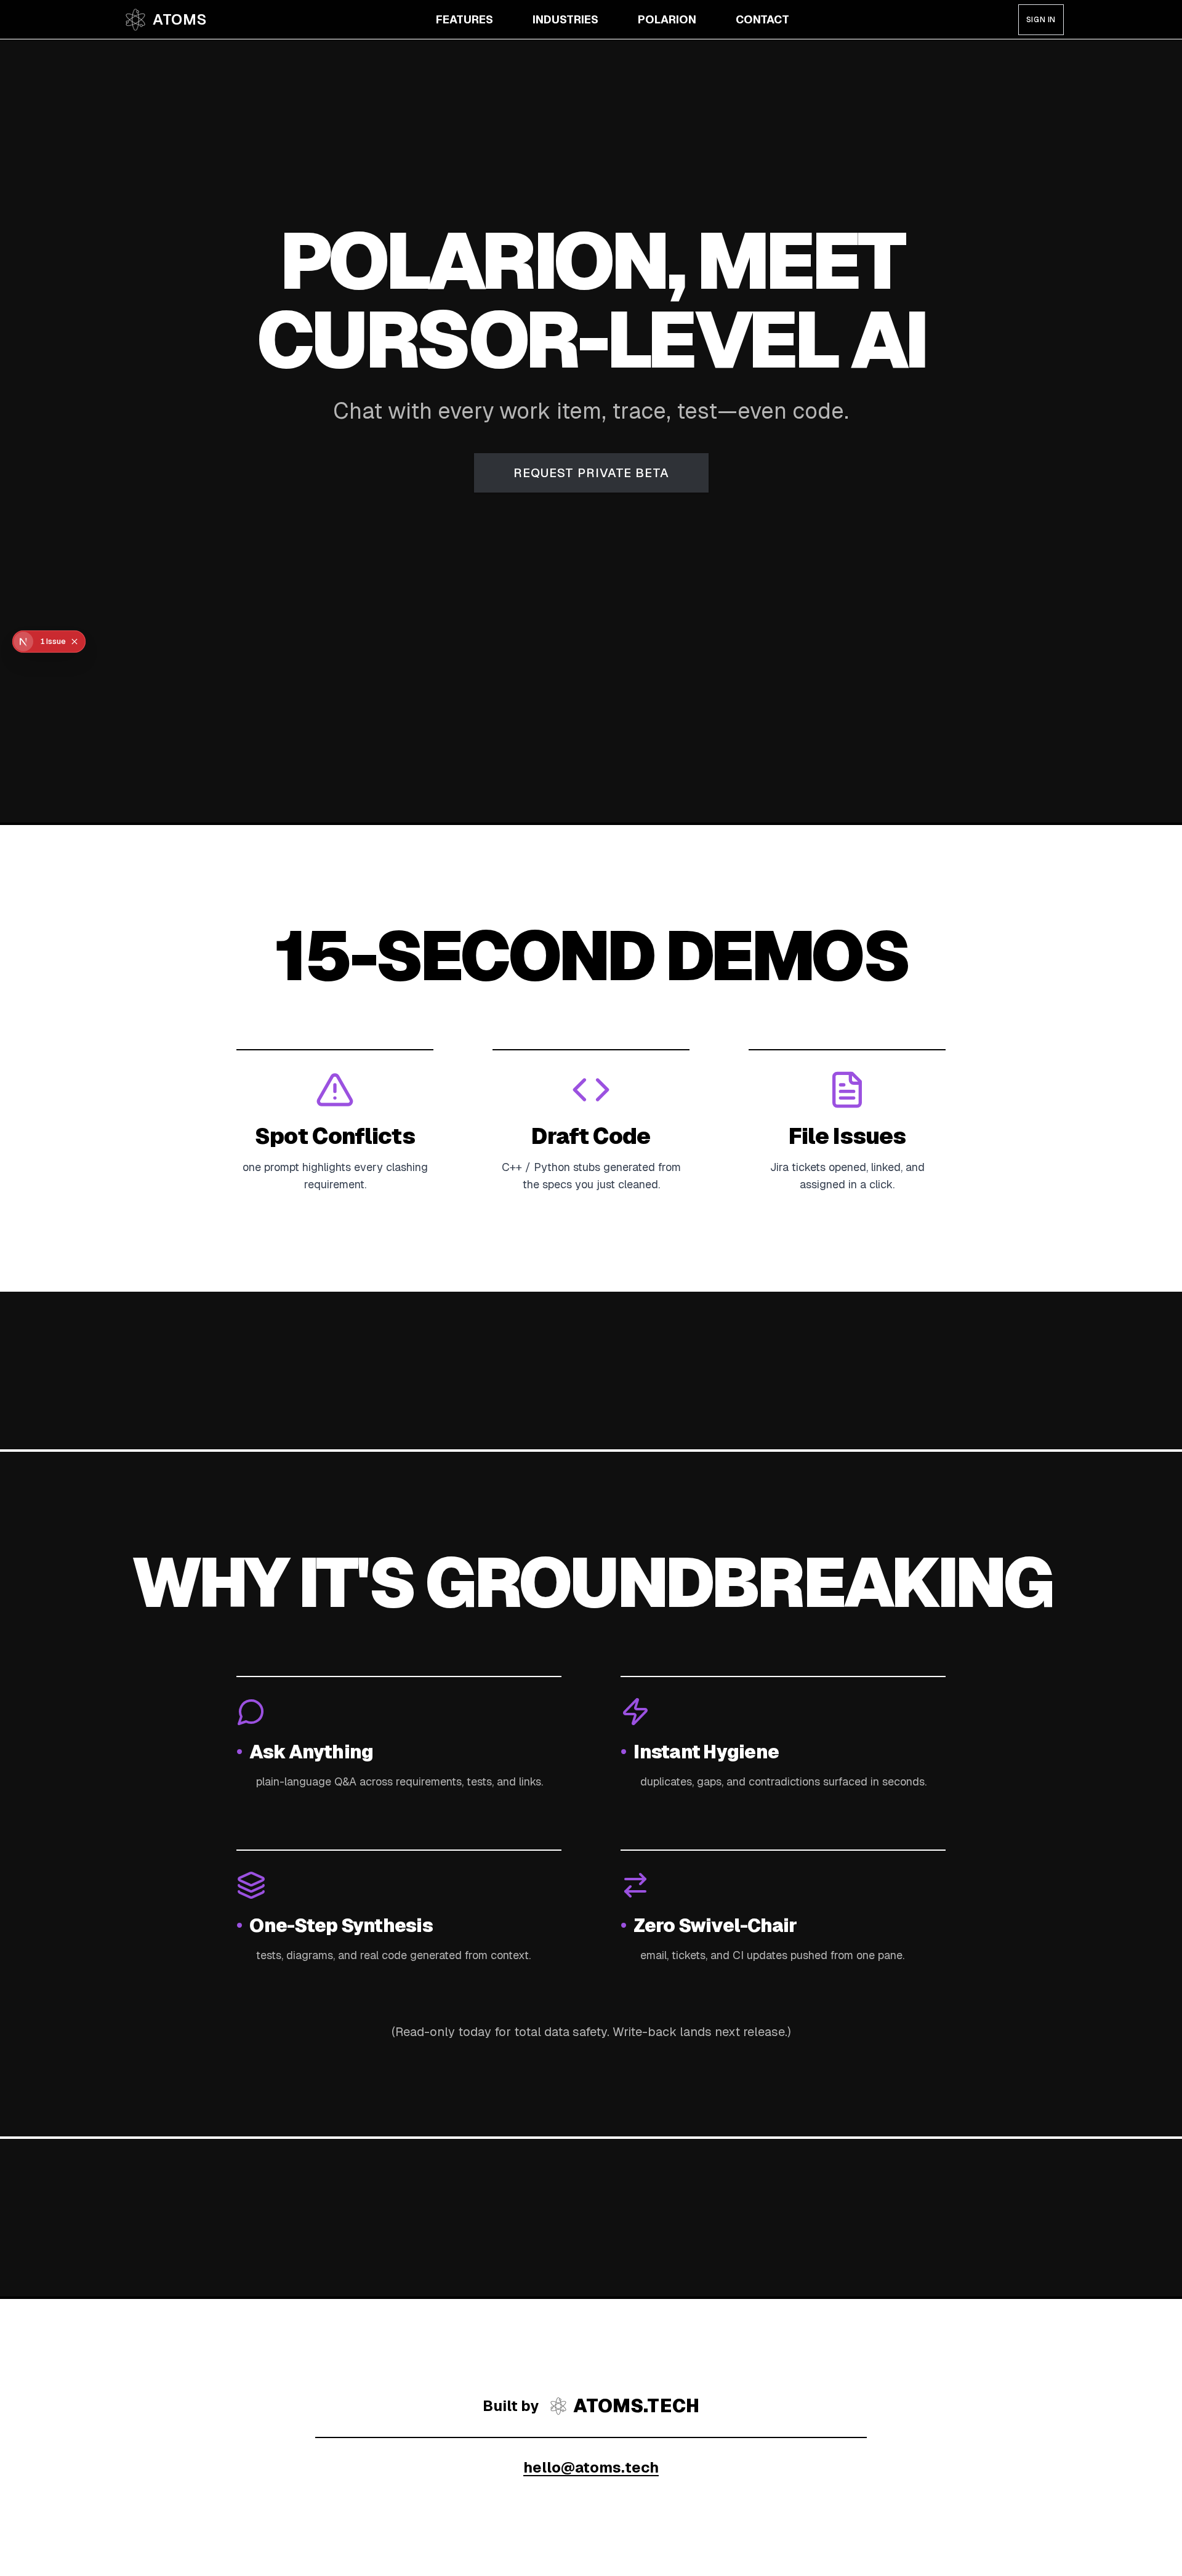 ATOMS
FEATURES
INDUSTRIES
POLARION
CONTACT
SIGN IN
POLARION, MEET
CURSOR-LEVEL AI
Chat with every work item, trace, test—even code.
REQUEST PRIVATE BETA
N
1 Issue
15-SECOND DEMOS
Spot Conflicts
one prompt highlights every clashing
requirement.
Draft Code
C++ / Python stubs generated from
the specs you just cleaned.
File Issues
Jira tickets opened, linked, and
assigned in a click.
WHY IT'S GROUNDBREAKING
• Ask Anything
plain-language Q&A across requirements, tests, and links.
• Instant Hygiene
duplicates, gaps, and contradictions surfaced in seconds.
• One-Step Synthesis
tests, diagrams, and real code generated from context.
• Zero Swivel-Chair
email, tickets, and CI updates pushed from one pane.
(Read-only today for total data safety. Write-back lands next release.)
Built by ATOMS.TECH
hello@atoms.tech